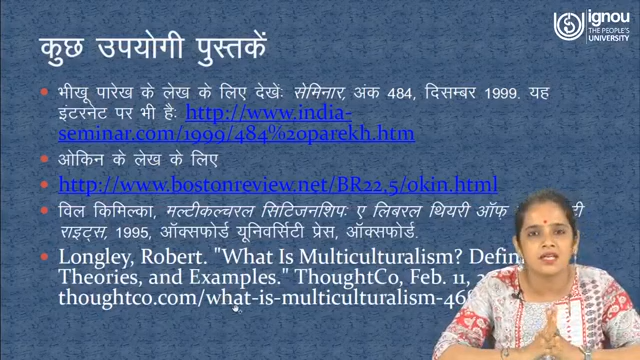 ignou
THE PEOPLE'S
UNIVERSITY
कुछ उपयोगी पुस्तकें
भीखू पारेख के लेख के लिए देखेंः सेमिनार, अंक 484, दिसम्बर 1999. यह
इंटरनेट पर भी हैः http://www.india-
seminar.com/1999/484%20parekh.htm
ओकिन के लेख के लिए
http://www.bostonreview.net/BR22.5/okin.html
विल किमिल्का, मल्टीकल्चरल सिटिजनशिपः ए लिबरल थियरी ऑफ
राइट्स, 1995, ऑक्सफोर्ड यूनिवर्सिटी प्रेस, ऑक्सफोर्ड.
Longley, Robert. "What Is Multiculturalism?
Theories, and Examples." ThoughtCo, Feb. 11,
thoughtco.com/what-is-multiculturalism-